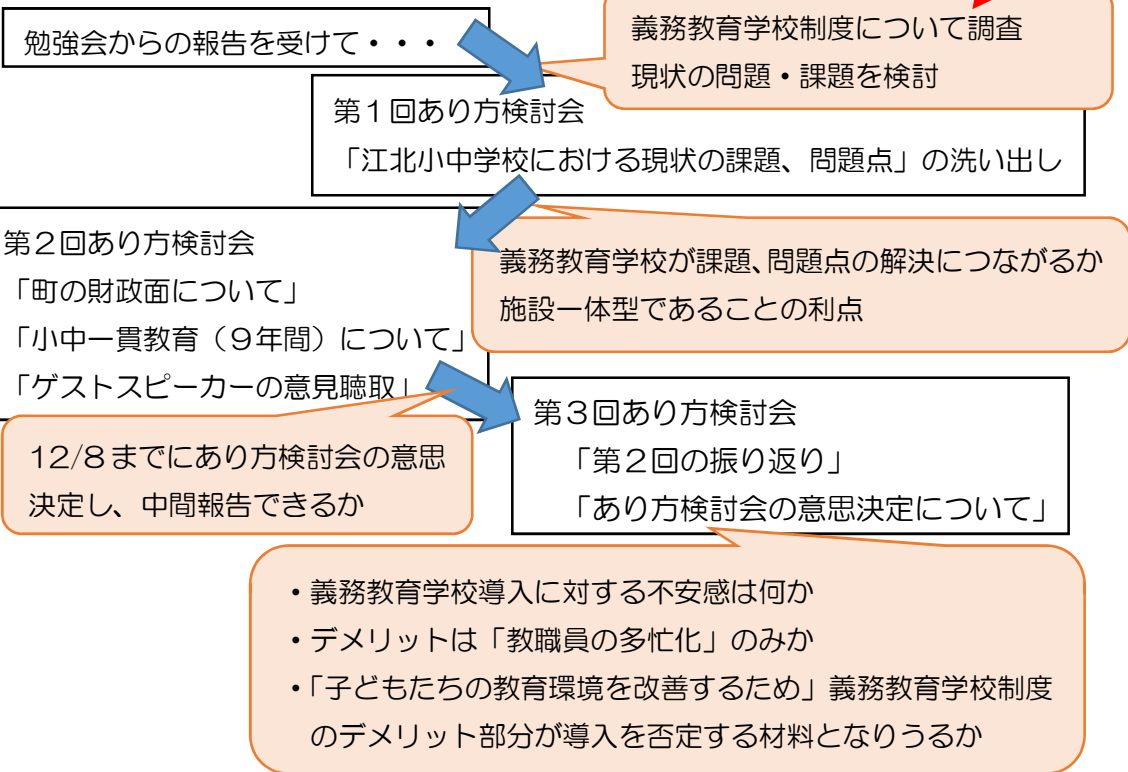 勉強会からの報告を受けて・・・
義務教育学校制度について調査
現状の問題・課題を検討
第1回あり方検討会
「江北小中学校における現状の課題、問題点」の洗い出し
義務教育学校が課題、問題点の解決につながるか
施設一体型であることの利点
第2回あり方検討会
「町の財政面について」
「小中一貫教育（9年間）について」
「ゲストスピーカーの意見聴取」
12/8までにあり方検討会の意思
決定し、中間報告できるか
第3回あり方検討会
「第2回の振り返り」
「あり方検討会の意思決定について」
・義務教育学校導入に対する不安感は何か
・デメリットは「教職員の多忙化」のみか
・「子どもたちの教育環境を改善するため」義務教育学校制度
のデメリット部分が導入を否定する材料となりうるか